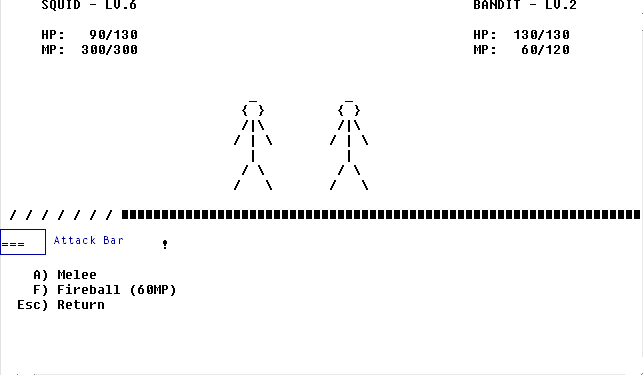 SQUID - LV.6 BANDIT - LV.2
HP: 90/130 HP: 130/130
MP: 300/300 MP: 60/120
=== Attack Bar !
A) Melee
F) Fireball (60MP)
Esc) Return